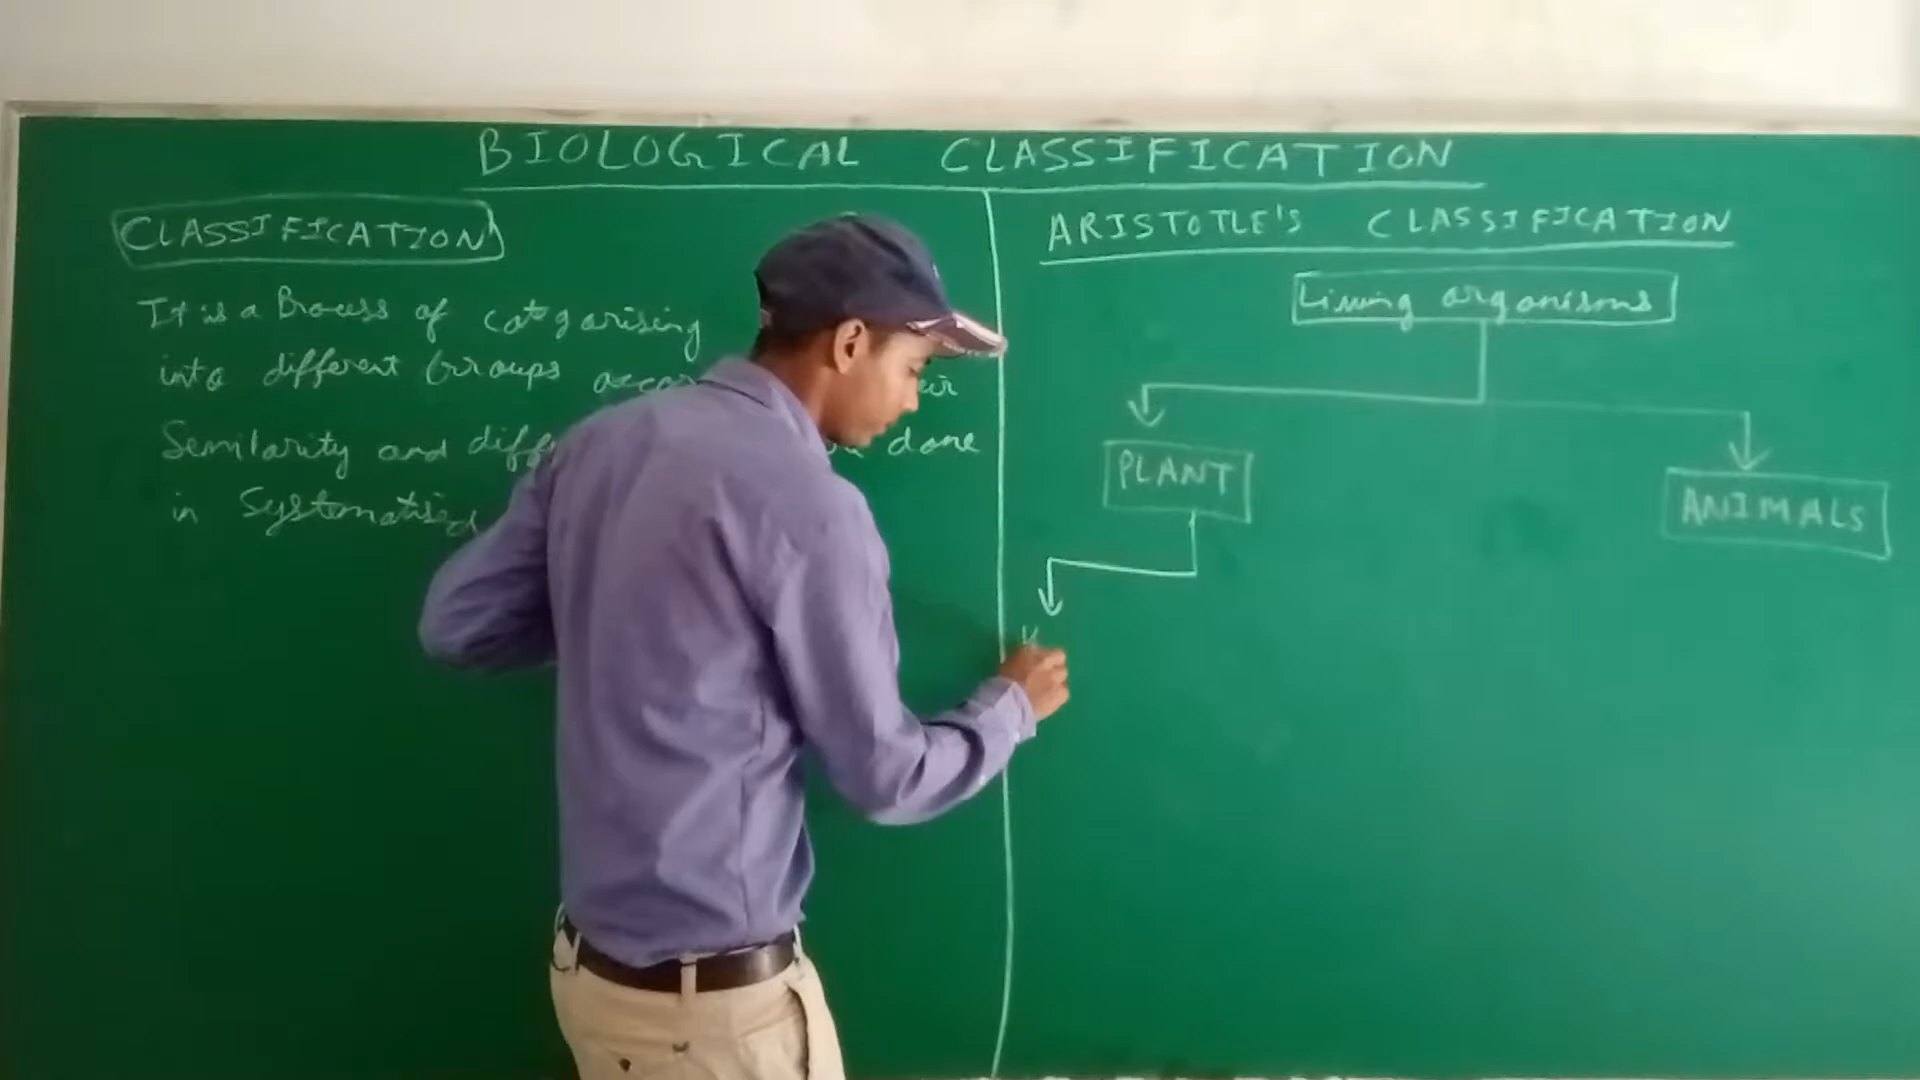 BIOLOGICAL CLASSIFICATION
CLASSIFICATION
It is a Process of categorising
into different Groups
Semilarity and done
in Systematised
ARISTOTLE'S CLASSIFICATION
Living organisms
PLANT
ANIMALS